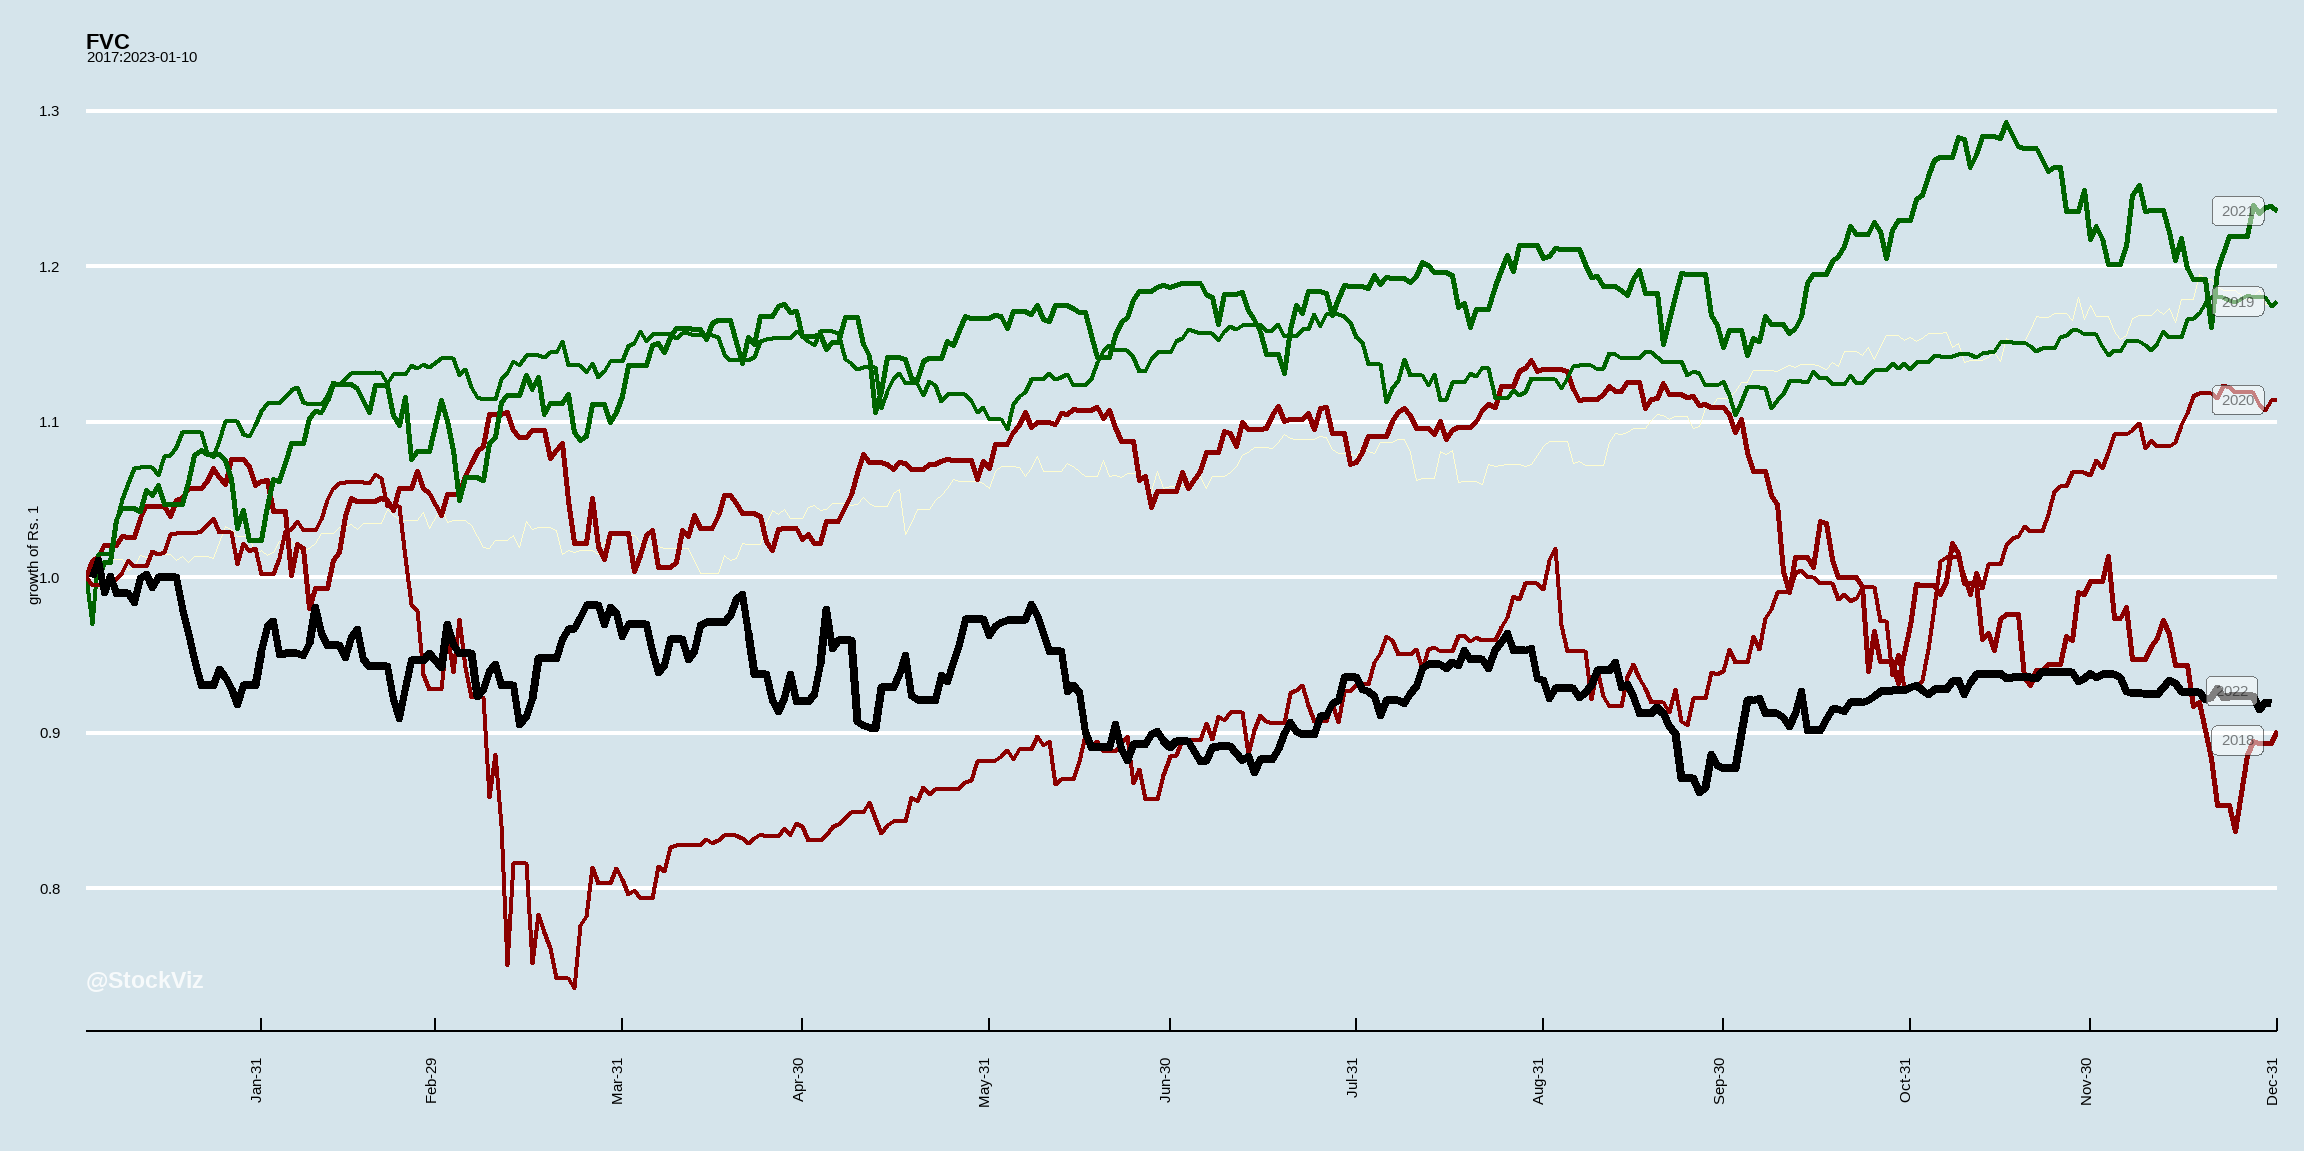 FVC
2017:2023-01-10
1.3
1.2
1.1
1.0
0.9
0.8
growth of Rs. 1
2021
2019
2020
2022
2018
@StockViz
Jan-31
Feb-29
Mar-31
Apr-30
May-31
Jun-30
Jul-31
Aug-31
Sep-30
Oct-31
Nov-30
Dec-31